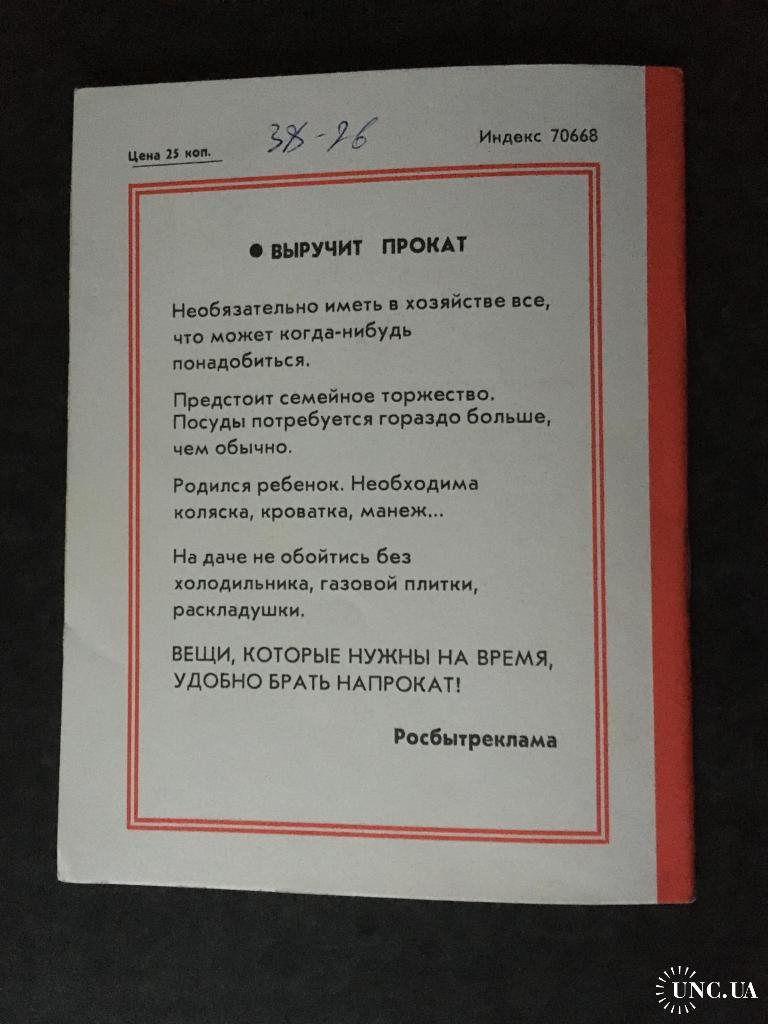 Цена 25 коп.
Индекс 70668
● ВЫРУЧИТ ПРОКАТ
Необязательно иметь в хозяйстве все,
что может когда-нибудь
понадобиться.
Предстоит семейное торжество.
Посуды потребуется гораздо больше,
чем обычно.
Родился ребенок. Необходима
коляска, кроватка, манеж...
На даче не обойтись без
холодильника, газовой плитки,
раскладушки.
ВЕЩИ, КОТОРЫЕ НУЖНЫ НА ВРЕМЯ,
УДОБНО БРАТЬ НАПРОКАТ!
Росбытреклама
UNC.UA